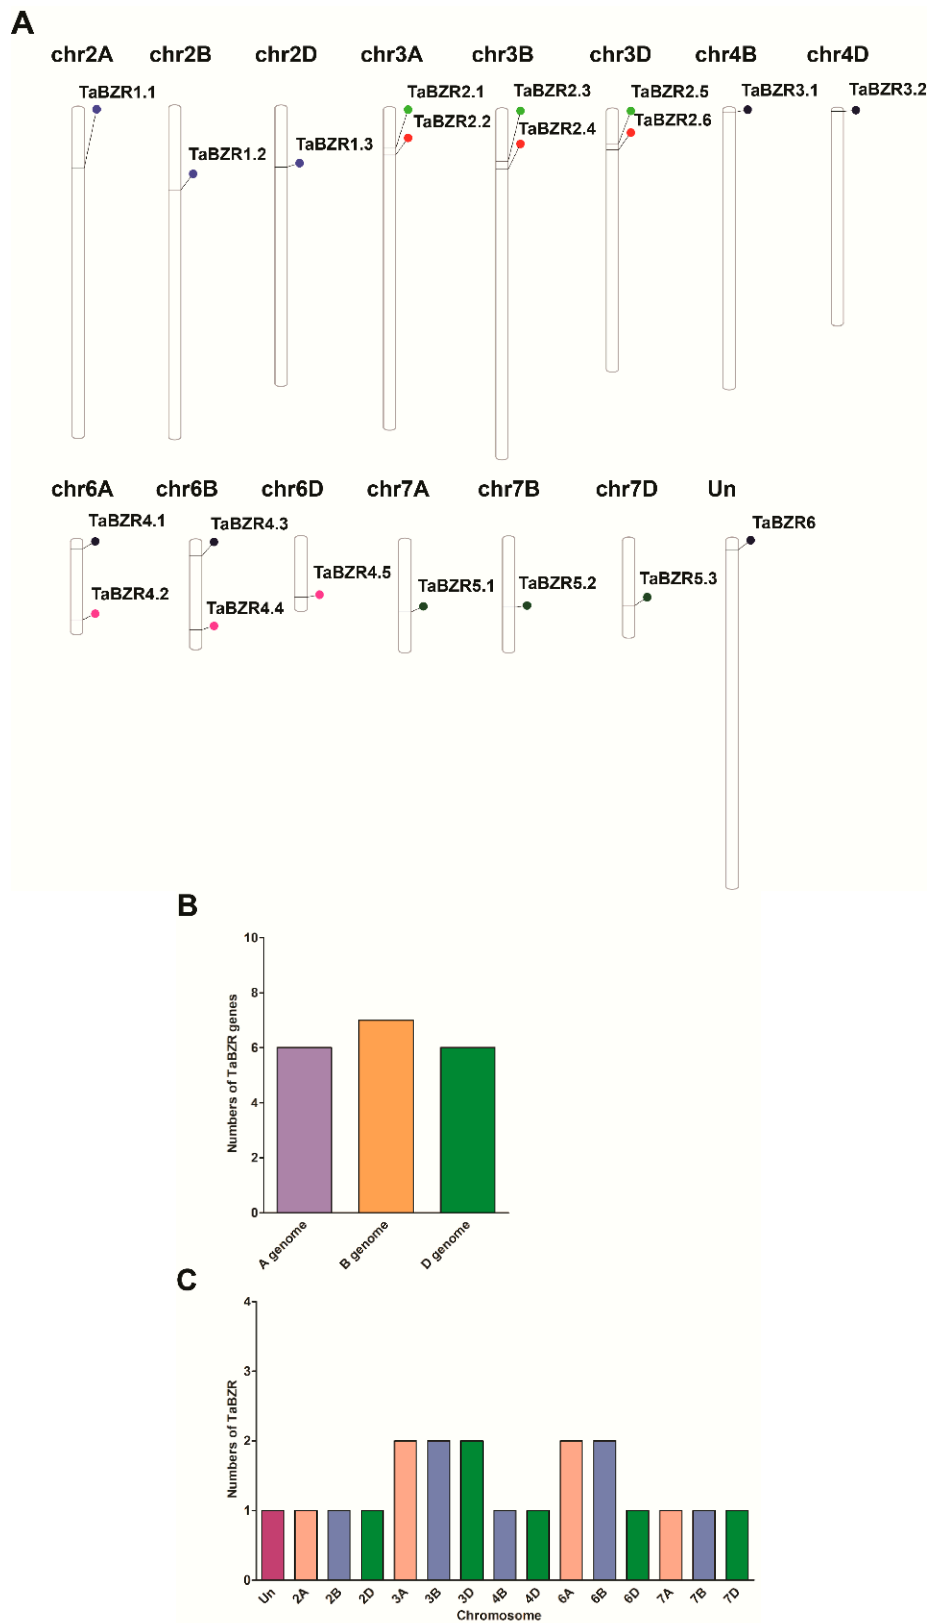 A
chr2A chr2B chr2D chr3A chr3B chr3D chr4B chr4D
TaBZR1.1 TaBZR2.1 TaBZR2.3 TaBZR2.5 TaBZR3.1 TaBZR3.2
TaBZR2.2 TaBZR2.4 TaBZR2.6
TaBZR1.2 TaBZR1.3
chr6A chr6B chr6D chr7A chr7B chr7D Un
TaBZR4.1 TaBZR4.3 TaBZR6
TaBZR4.2 TaBZR4.4 TaBZR4.5 TaBZR5.1 TaBZR5.2 TaBZR5.3
B
Numbers of TaBZR genes
10
8
6
4
2
0
A genome B genome D genome
C
Numbers of TaBZR
4
3
2
1
0
Un 2A 2B 2D 3A 3B 3D 4B 4D 6A 6B 6D 7A 7B 7D
Chromosome